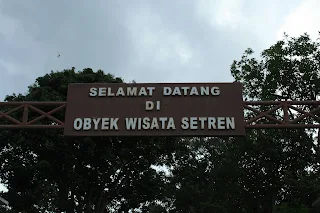 SELAMAT DATANG
DI
OBYEK WISATA SETREN